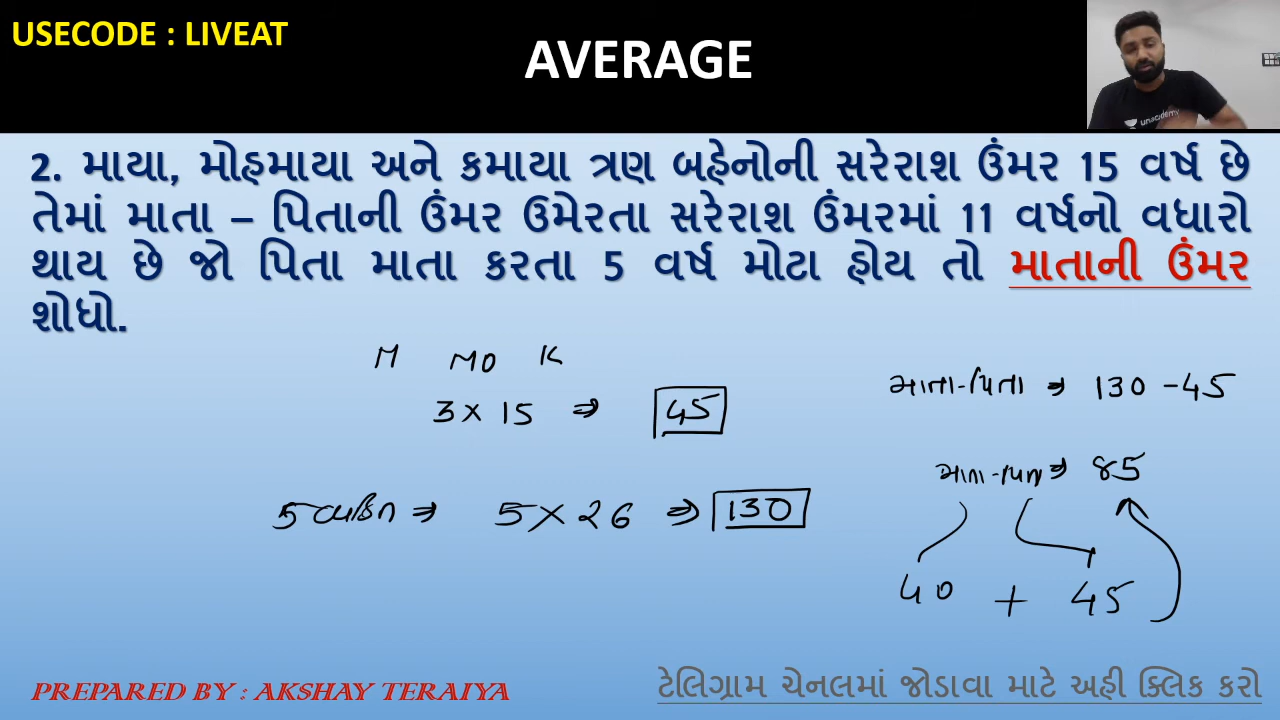 USECODE : LIVEAT
AVERAGE
unacademy
2. માયા, મોહમાયા અને કમાયા ત્રણ બહેનોની સરેરાશ ઉંમર 15 વર્ષ છે
તેમાં માતા – પિતાની ઉંમર ઉમેરતા સરેરાશ ઉંમરમાં 11 વર્ષનો વધારો
થાય છે જો પિતા માતા કરતા 5 વર્ષ મોટા હોય તો માતાની ઉંમર
શોધો.
M MO K
3 × 15 ⇒ 45
5 વ્યક્તિ ⇒ 5 × 26 ⇒ 130
માતા-પિતા ⇒ 130 - 45
માતા-પિતા ⇒ 85
40 + 45
PREPARED BY : AKSHAY TERAIYA
ટેલિગ્રામ ચેનલમાં જોડાવા માટે અહી ક્લિક કરો